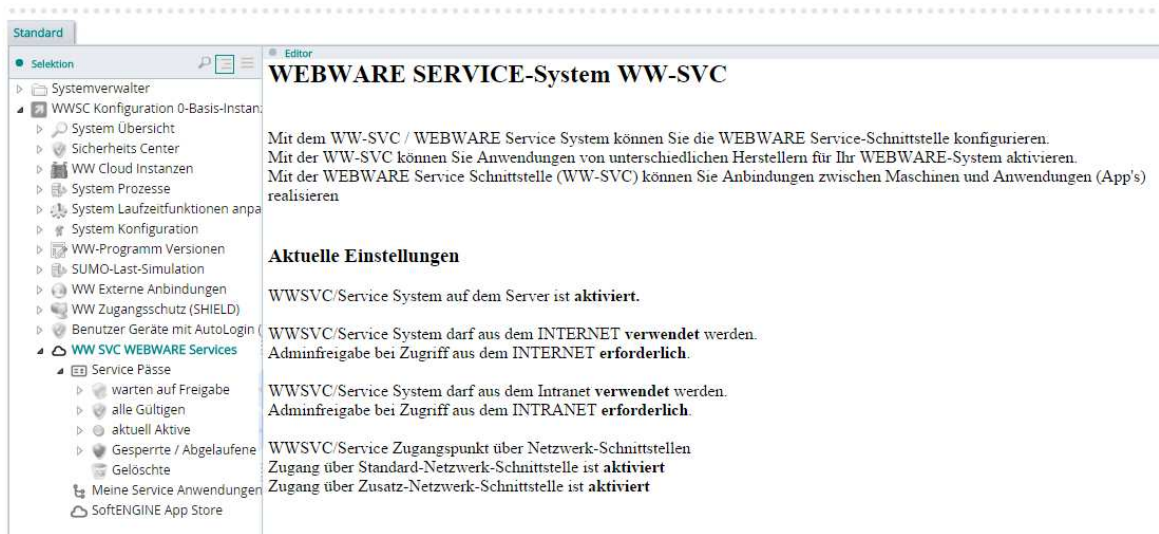 Standard
Selektion
Systemverwalter
WWSC Konfiguration 0-Basis-Instan
System Übersicht
Sicherheits Center
WW Cloud Instanzen
System Prozesse
System Laufzeitfunktionen anpa
System Konfiguration
WW-Programm Versionen
SUMO-Last-Simulation
WW Externe Anbindungen
WW Zugangsschutz (SHIELD)
Benutzer Geräte mit AutoLogin (
WW SVC WEBWARE Services
Service Pässe
warten auf Freigabe
alle Gültigen
aktuell Aktive
Gesperrte / Abgelaufene
Gelöschte
Meine Service Anwendungen
SoftENGINE App Store
Editor
WEBWARE SERVICE-System WW-SVC
Mit dem WW-SVC / WEBWARE Service System können Sie die WEBWARE Service-Schnittstelle konfigurieren.
Mit der WW-SVC können Sie Anwendungen von unterschiedlichen Herstellern für Ihr WEBWARE-System aktivieren.
Mit der WEBWARE Service Schnittstelle (WW-SVC) können Sie Anbindungen zwischen Maschinen und Anwendungen (App's)
realisieren
Aktuelle Einstellungen
WWSVC/Service System auf dem Server ist aktiviert.
WWSVC/Service System darf aus dem INTERNET verwendet werden.
Adminfreigabe bei Zugriff aus dem INTERNET erforderlich.
WWSVC/Service System darf aus dem Intranet verwendet werden.
Adminfreigabe bei Zugriff aus dem INTRANET erforderlich.
WWSVC/Service Zugangspunkt über Netzwerk-Schnittstellen
Zugang über Standard-Netzwerk-Schnittstelle ist aktiviert
Zugang über Zusatz-Netzwerk-Schnittstelle ist aktiviert